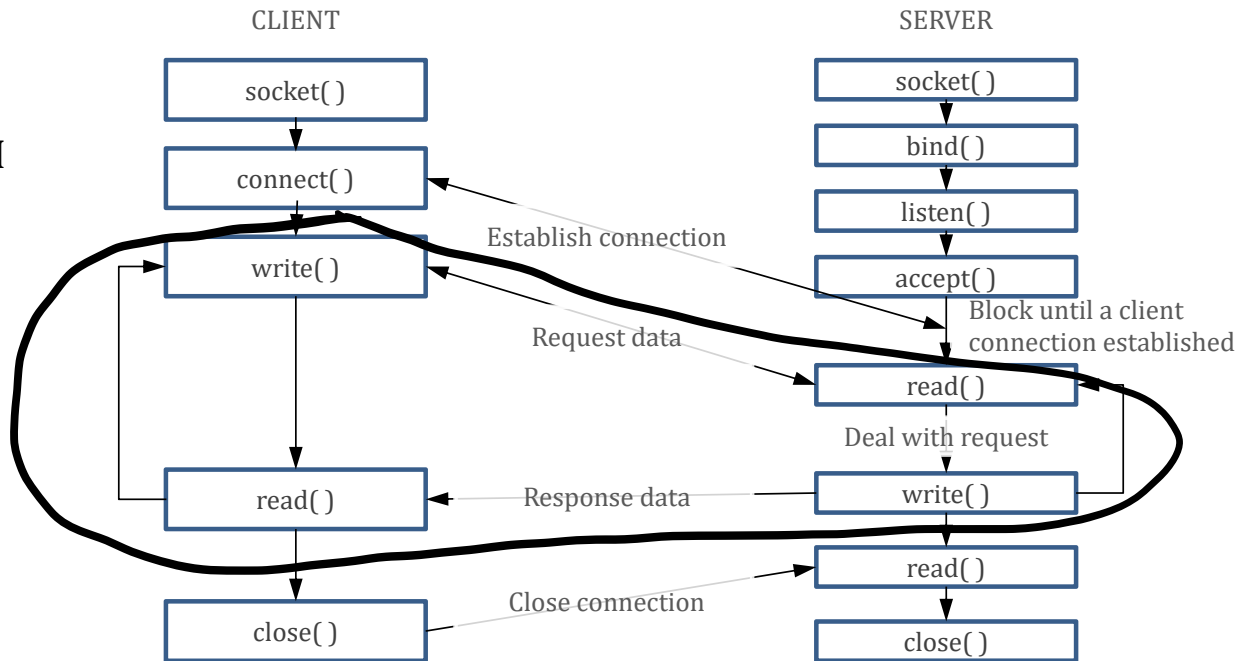 CLIENT
SERVER
socket( )
connect( )
write( )
read( )
close( )
socket( )
bind( )
listen( )
accept( )
Block until a client
connection established
read( )
Deal with request
write( )
read( )
close( )
Establish connection
Request data
Response data
Close connection